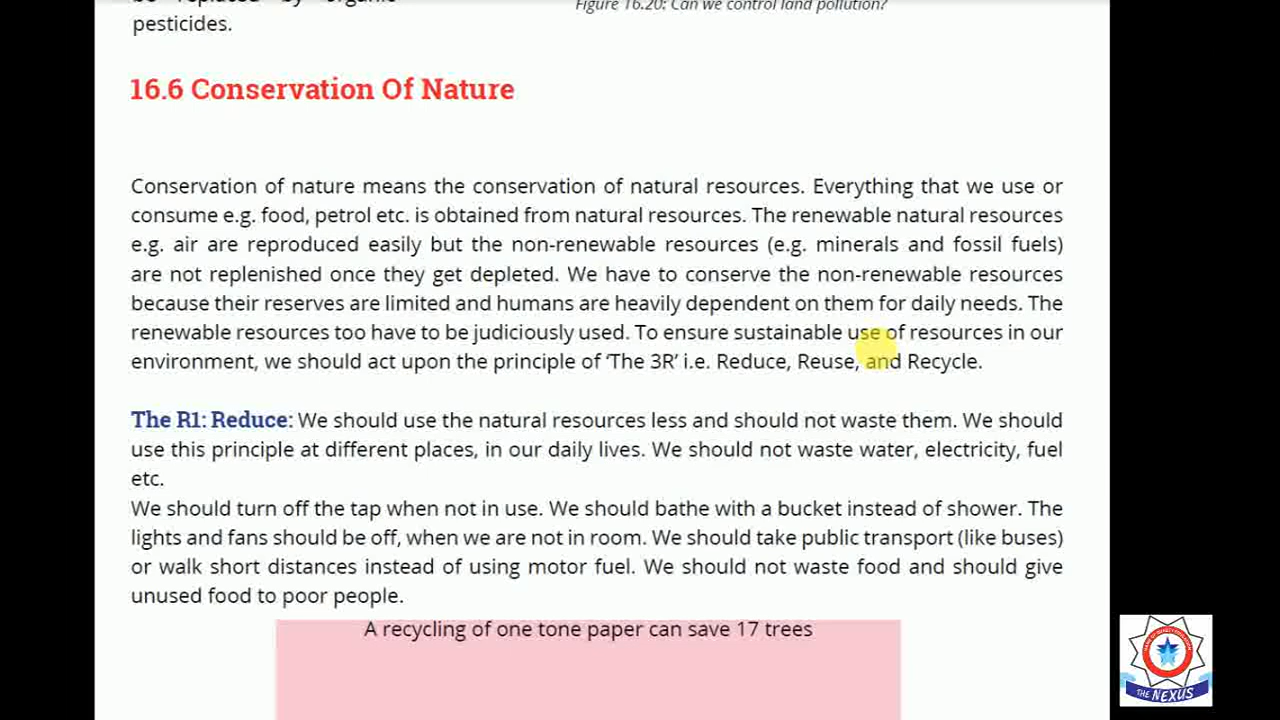 be replaced by organic
pesticides.
Figure 16.20: Can we control land pollution?
16.6 Conservation Of Nature
Conservation of nature means the conservation of natural resources. Everything that we use or
consume e.g. food, petrol etc. is obtained from natural resources. The renewable natural resources
e.g. air are reproduced easily but the non-renewable resources (e.g. minerals and fossil fuels)
are not replenished once they get depleted. We have to conserve the non-renewable resources
because their reserves are limited and humans are heavily dependent on them for daily needs. The
renewable resources too have to be judiciously used. To ensure sustainable use of resources in our
environment, we should act upon the principle of ‘The 3R’ i.e. Reduce, Reuse, and Recycle.
The R1: Reduce: We should use the natural resources less and should not waste them. We should
use this principle at different places, in our daily lives. We should not waste water, electricity, fuel
etc.
We should turn off the tap when not in use. We should bathe with a bucket instead of shower. The
lights and fans should be off, when we are not in room. We should take public transport (like buses)
or walk short distances instead of using motor fuel. We should not waste food and should give
unused food to poor people.
A recycling of one tone paper can save 17 trees
THE NEXUS